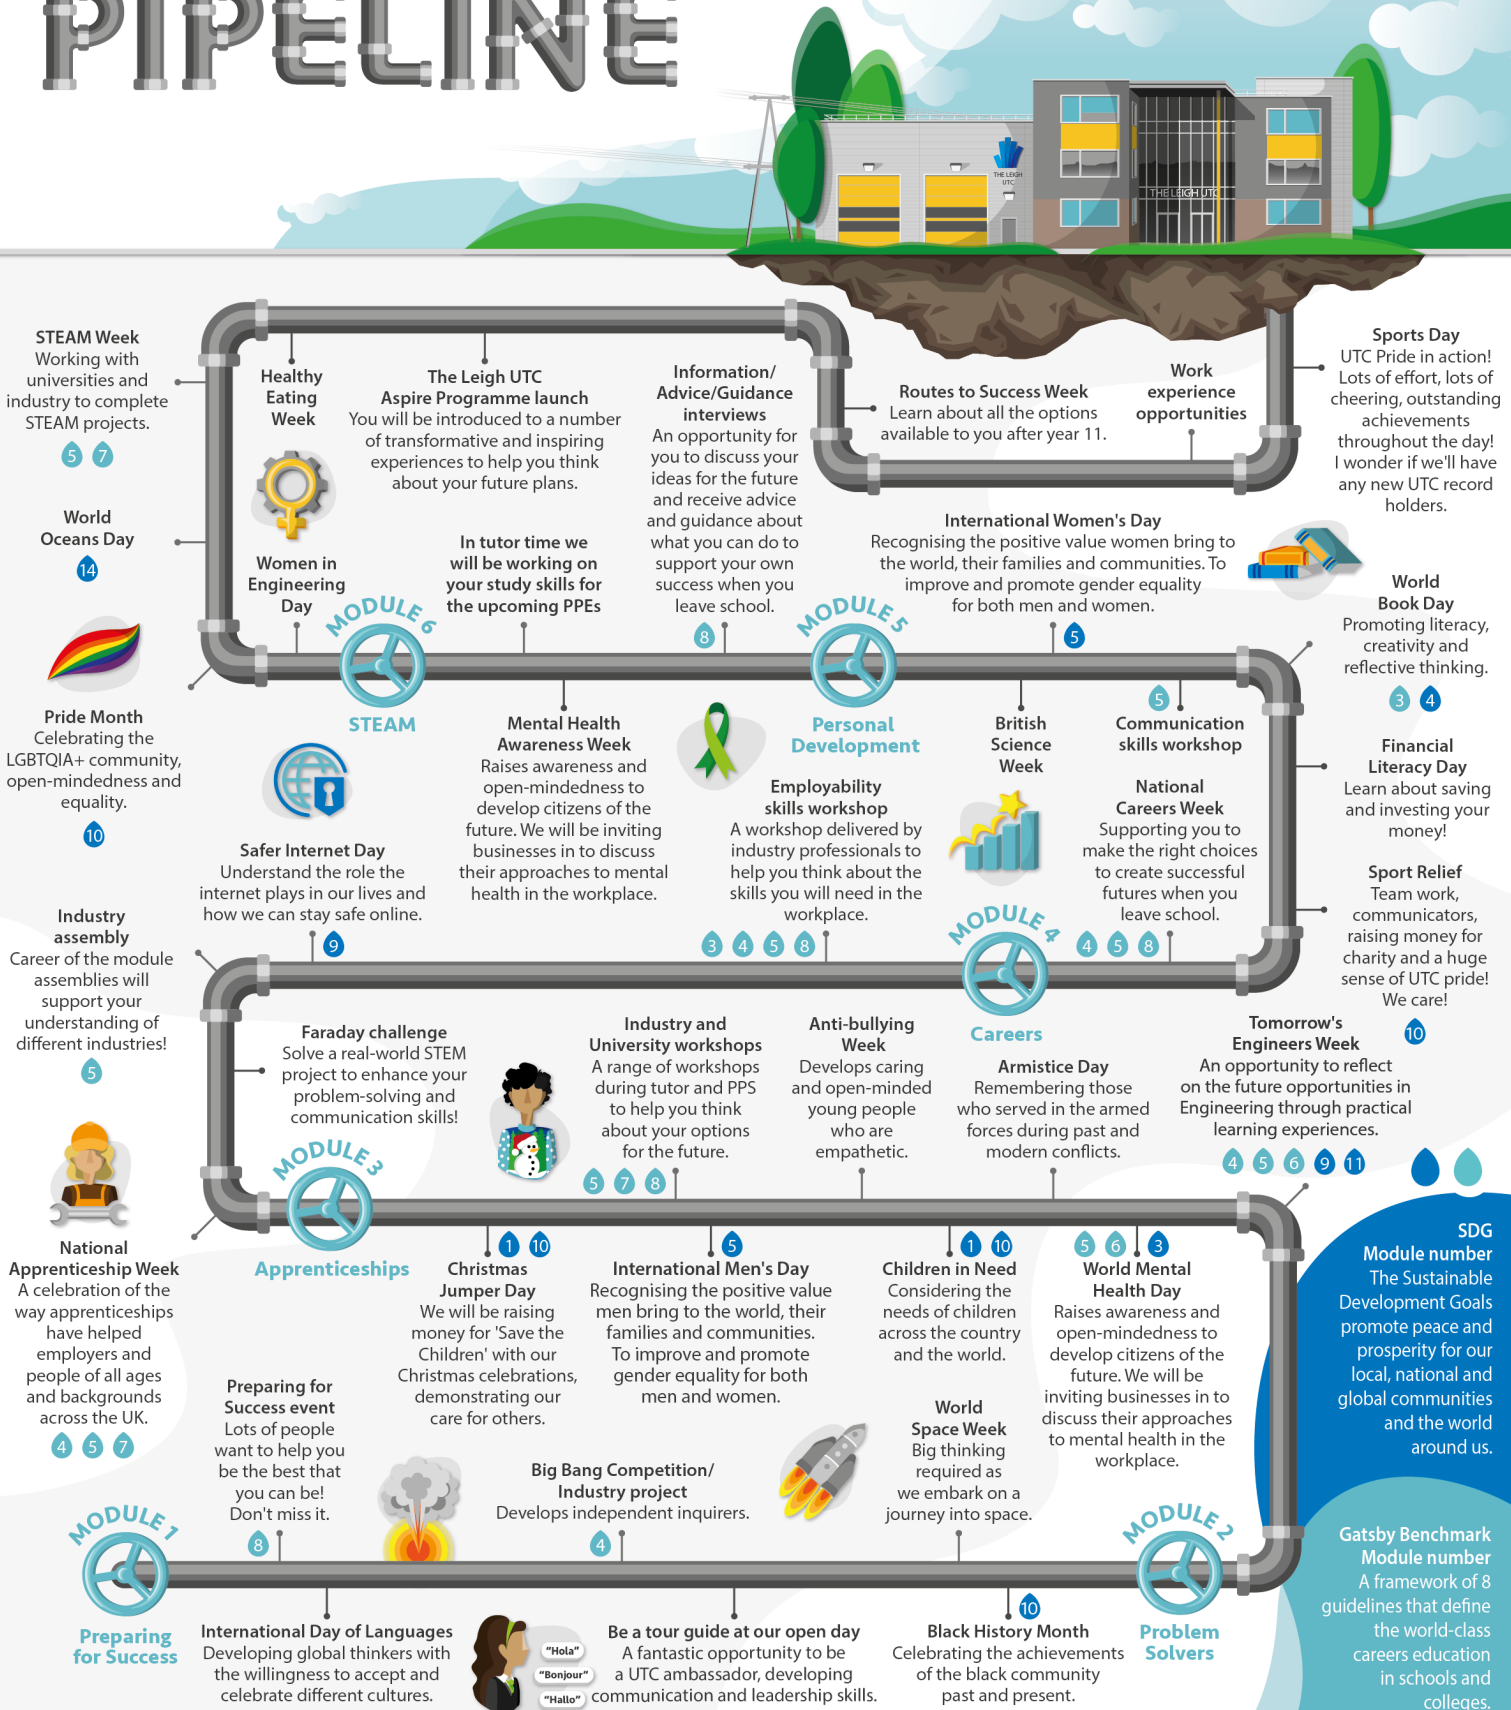 PIPELINE
THE LEIGH
UTC
THE LEIGH UTC
STEAM Week
Working with
universities and
industry to complete
STEAM projects.
5 7
World
Oceans Day
14
Pride Month
Celebrating the
LGBTQIA+ community,
open-mindedness and
equality.
10
Healthy
Eating
Week
The Leigh UTC
Aspire Programme launch
You will be introduced to a number
of transformative and inspiring
experiences to help you think
about your future plans.
Information/
Advice/Guidance
interviews
An opportunity for
you to discuss your
ideas for the future
and receive advice
and guidance about
what you can do to
support your own
success when you
leave school.
8
Routes to Success Week
Learn about all the options
available to you after year 11.
Work
experience
opportunities
Sports Day
UTC Pride in action!
Lots of effort, lots of
cheering, outstanding
achievements
throughout the day!
I wonder if we'll have
any new UTC record
holders.
Women in
Engineering
Day
MODULE 6
STEAM
In tutor time we
will be working on
your study skills for
the upcoming PPEs
MODULE 5
Personal
Development
International Women's Day
Recognising the positive value women bring to
the world, their families and communities. To
improve and promote gender equality
for both men and women.
5
World
Book Day
Promoting literacy,
creativity and
reflective thinking.
3 4
Safer Internet Day
Understand the role the
internet plays in our lives and
how we can stay safe online.
9
Mental Health
Awareness Week
Raises awareness and
open-mindedness to
develop citizens of the
future. We will be inviting
businesses in to discuss
their approaches to mental
health in the workplace.
Employability
skills workshop
A workshop delivered by
industry professionals to
help you think about the
skills you will need in the
workplace.
3 4 5 8
British
Science
Week
5
Communication
skills workshop
National
Careers Week
Supporting you to
make the right choices
to create successful
futures when you
leave school.
4 5 8
MODULE 4
Careers
Financial
Literacy Day
Learn about saving
and investing your
money!
Sport Relief
Team work,
communicators,
raising money for
charity and a huge
sense of UTC pride!
We care!
10
Industry
assembly
Career of the module
assemblies will
support your
understanding of
different industries!
5
Faraday challenge
Solve a real-world STEM
project to enhance your
problem-solving and
communication skills!
MODULE 3
Apprenticeships
Industry and
University workshops
A range of workshops
during tutor and PPS
to help you think
about your options
for the future.
5 7 8
Anti-bullying
Week
Develops caring
and open-minded
young people
who are
empathetic.
Armistice Day
Remembering those
who served in the armed
forces during past and
modern conflicts.
Tomorrow's
Engineers Week
An opportunity to reflect
on the future opportunities in
Engineering through practical
learning experiences.
4 5 6 9 11
National
Apprenticeship Week
A celebration of the
way apprenticeships
have helped
employers and
people of all ages
and backgrounds
across the UK.
4 5 7
1 10
Christmas
Jumper Day
We will be raising
money for 'Save the
Children' with our
Christmas celebrations,
demonstrating our
care for others.
5
International Men's Day
Recognising the positive value
men bring to the world, their
families and communities.
To improve and promote
gender equality for both
men and women.
1 10
Children in Need
Considering the
needs of children
across the country
and the world.
5 6 3
World Mental
Health Day
Raises awareness and
open-mindedness to
develop citizens of the
future. We will be
inviting businesses in to
discuss their approaches
to mental health in the
workplace.
SDG
Module number
The Sustainable
Development Goals
promote peace and
prosperity for our
local, national and
global communities
and the world
around us.
Preparing for
Success event
Lots of people
want to help you
be the best that
you can be!
Don't miss it.
8
Big Bang Competition/
Industry project
Develops independent inquirers.
4
World
Space Week
Big thinking
required as
we embark on a
journey into space.
MODULE 1
Preparing
for Success
MODULE 2
Problem
Solvers
Gatsby Benchmark
Module number
A framework of 8
guidelines that define
the world-class
careers education
in schools and
colleges.
International Day of Languages
Developing global thinkers with
the willingness to accept and
celebrate different cultures.
"Hola"
"Bonjour"
"Hallo"
Be a tour guide at our open day
A fantastic opportunity to be
a UTC ambassador, developing
communication and leadership skills.
10
Black History Month
Celebrating the achievements
of the black community
past and present.